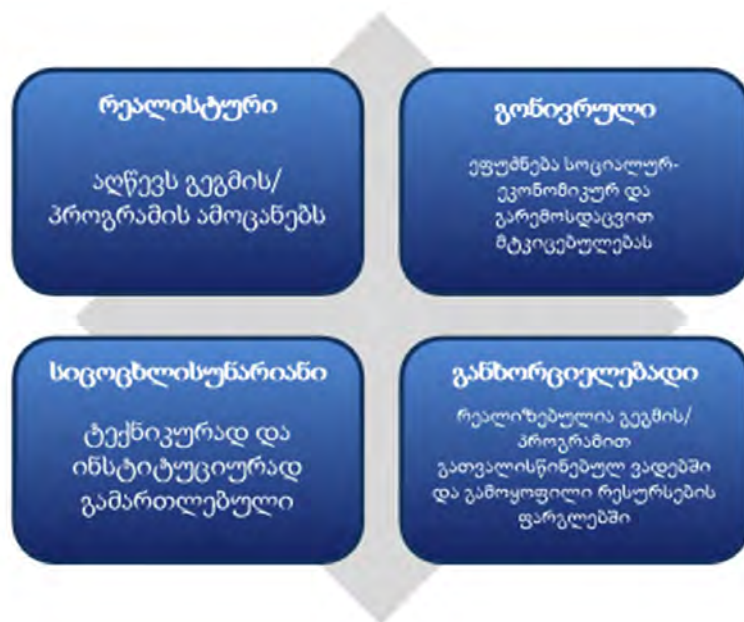 რეალისტური
აღწევს გეგმის/
პროგრამის ამოცანებს
გონივრული
ეფუძნება სოციალურ-
ეკონომიკურ და
გარემოსდაცვით
მტკიცებულებას
სიცოცხლისუნარიანი
ტექნიკურად და
ინსტიტუციურად
გამართლებული
განხორციელებადი
რეალიზებულია გეგმის/
პროგრამით
გათვალისწინებულ ვადებში
და გამოყოფილი რესურსების
ფარგლებში